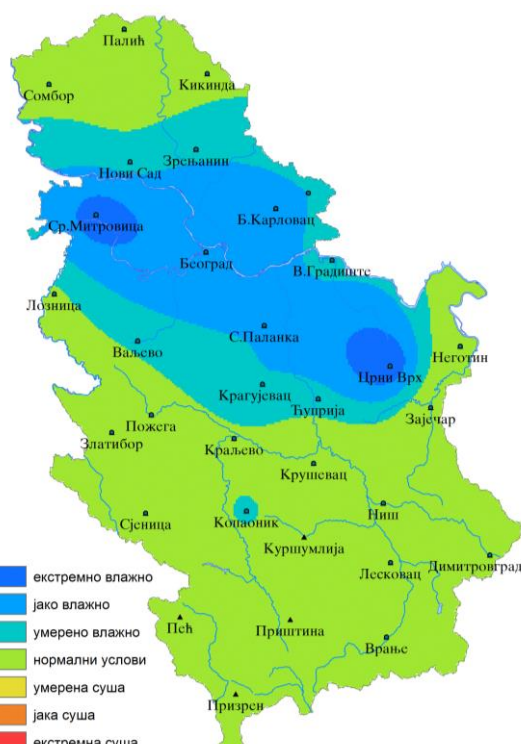 Палић
Кикинда
Сомбор
Зрењанин
Нови Сад
Ср.Митровица
Б.Карловац
Београд
В.Градиште
Лозница
С.Паланка
Ваљево
Неготин
Црни Врх
Крагујевац
Ћуприја
Зајечар
Пожега
Златибор
Краљево
Крушевац
Сјеница
Копаоник
Ниш
Куршумлија
Димитровград
Лесковац
екстремно влажно
јако влажно
умерено влажно
Пећ
Приштина
Врање
нормални услови
умерена суша
Призрен
јака суша
екстремна суша